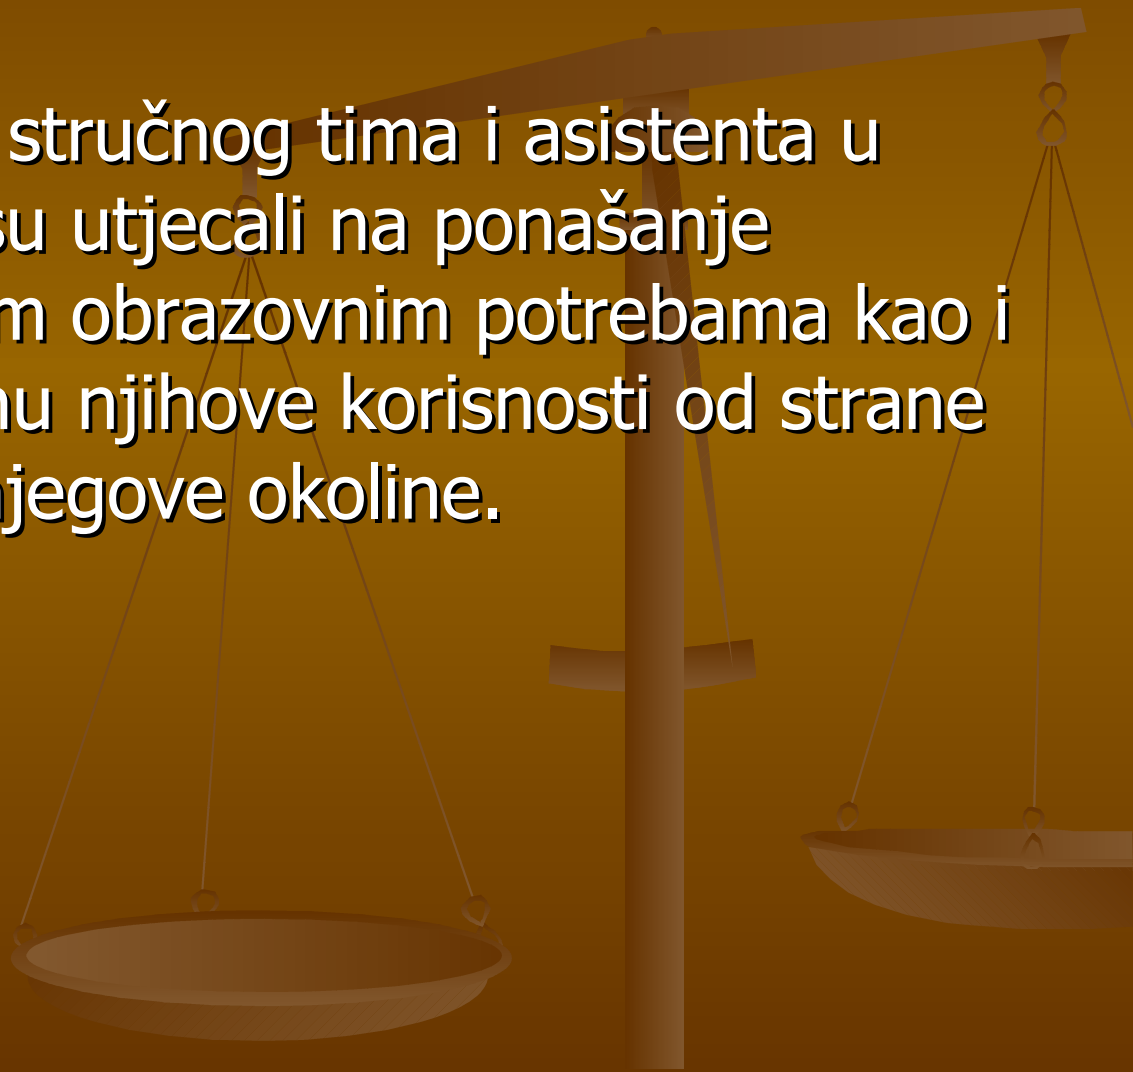 stručnog tima i asistenta u
su utjecali na ponašanje
m obrazovnim potrebama kao i
nu njihove korisnosti od strane
njegove okoline.